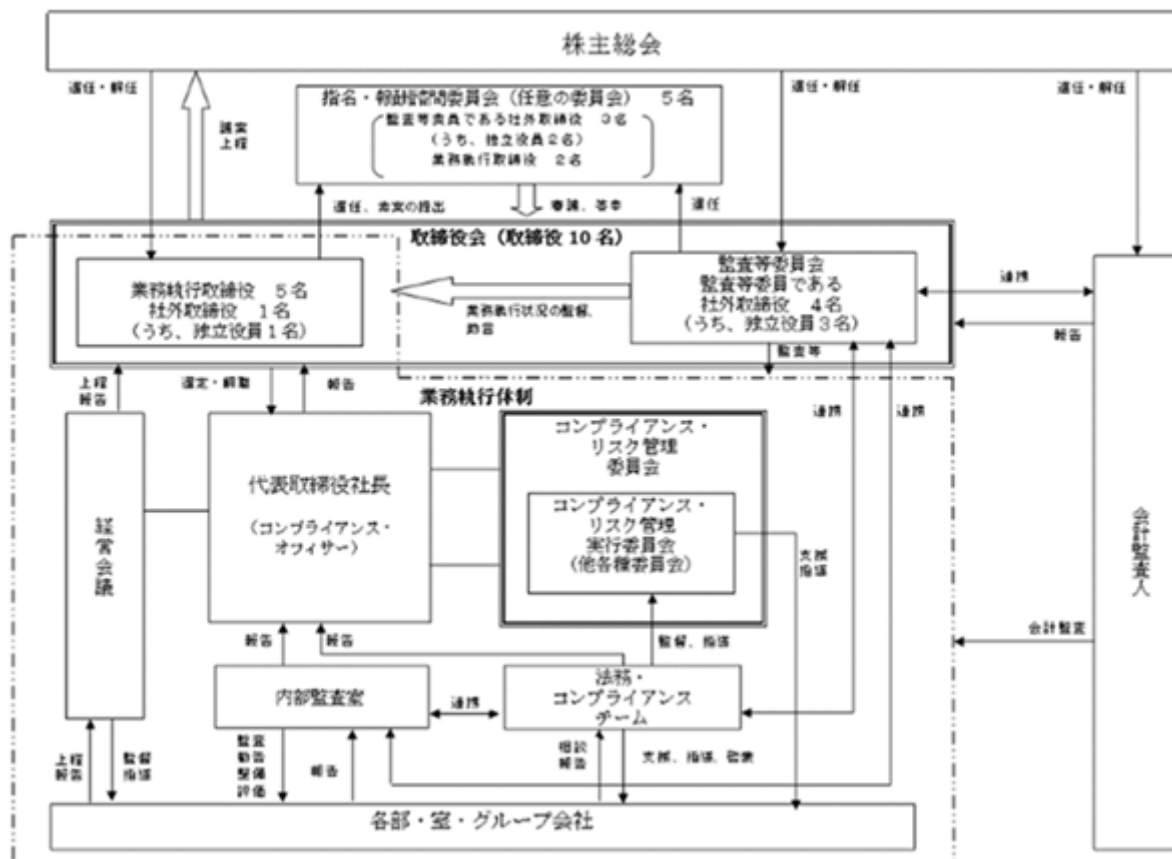 株主総会
選任・解任
選任・解任
選任・解任
議案
上程
指名・報酬諮問委員会(任意の委員会) 5名
監査等委員である社外取締役 3名
(うち、独立役員2名)
業務執行取締役 2名
選任、素案の提出
審議、答申
選任
取締役会(取締役10名)
業務執行取締役 5名
社外取締役 1名
(うち、独立役員1名)
業務執行状況の監督、
監査等委員会
監査等委員である
社外取締役 4名
(うち、独立役員3名)
監査等
連携
報告
上程
報告
選定・解職
報告
業務執行体制
連携
連携
経営会議
代表取締役社長
(コンプライアンス・
オフィサー)
コンプライアンス・
リスク管理
委員会
コンプライアンス・
リスク管理
実行委員会
(他各種委員会)
支援
指導
会計監査人
会計監査
報告
報告
監督、指導
内部監査室
連携
法務・
コンプライアンス
チーム
上程
報告
監督
指導
監査
勧告
整備
評価
報告
相談
報告
支援、指導、
各部・室・グループ会社